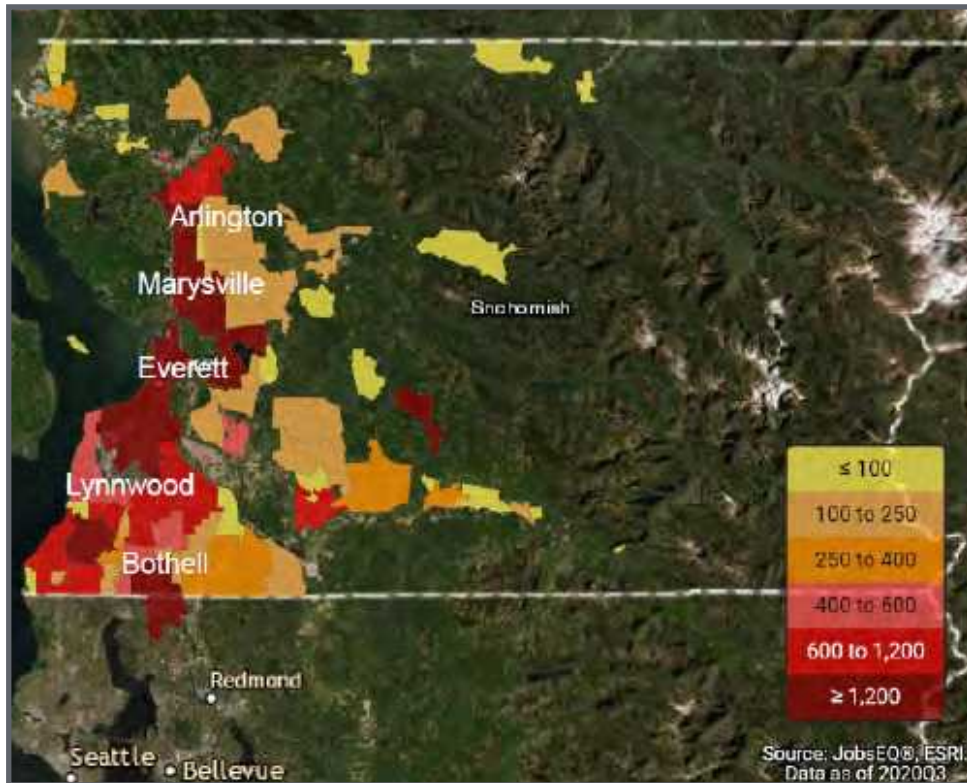 Arlington
Marysville
Snohomish
Everett
Lynnwood
Bothell
Redmond
Seattle
Bellevue
≤ 100
100 to 250
250 to 400
400 to 600
600 to 1,200
≥ 1,200
Source: JobsEQ®, ESRI.
Data as of 2020Q3